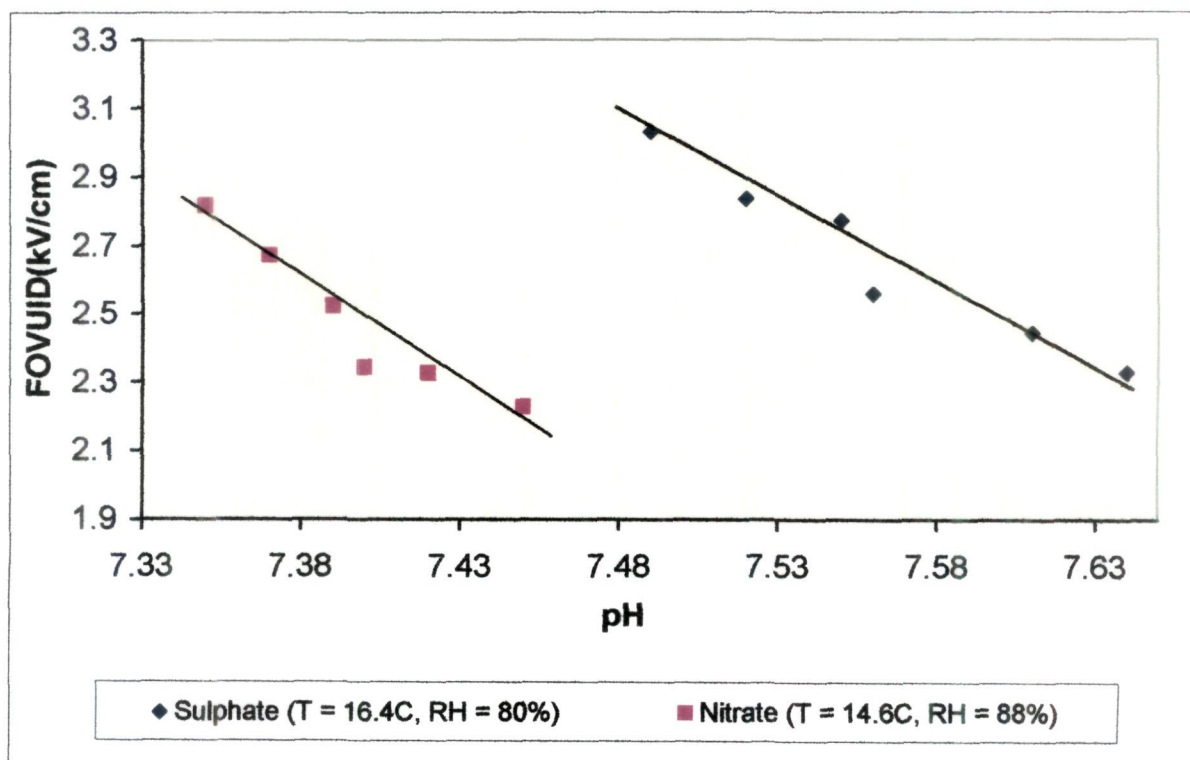 3.3
3.1
2.9
2.7
2.5
2.3
2.1
1.9
FOVUID(kV/cm)
7.33 7.38 7.43 7.48 7.53 7.58 7.63
pH
Sulphate (T = 16.4C, RH = 80%) Nitrate (T = 14.6C, RH = 88%)